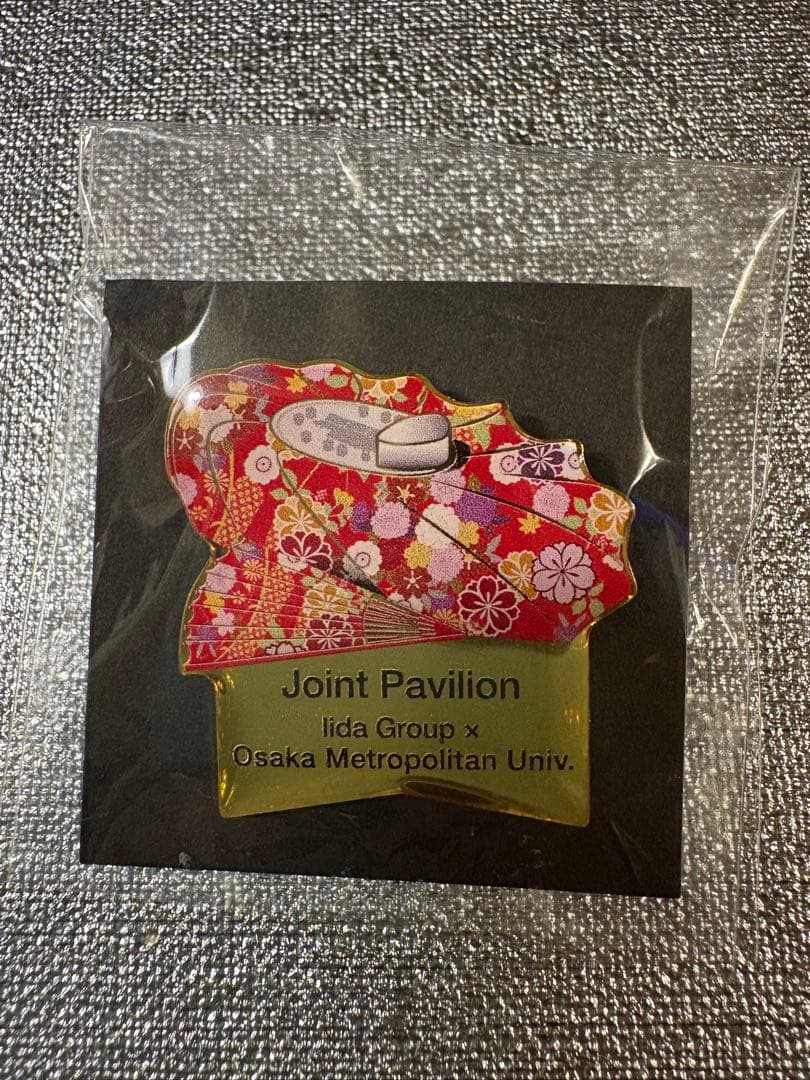 Joint Pavilion
Iida Group ×
Osaka Metropolitan Univ.